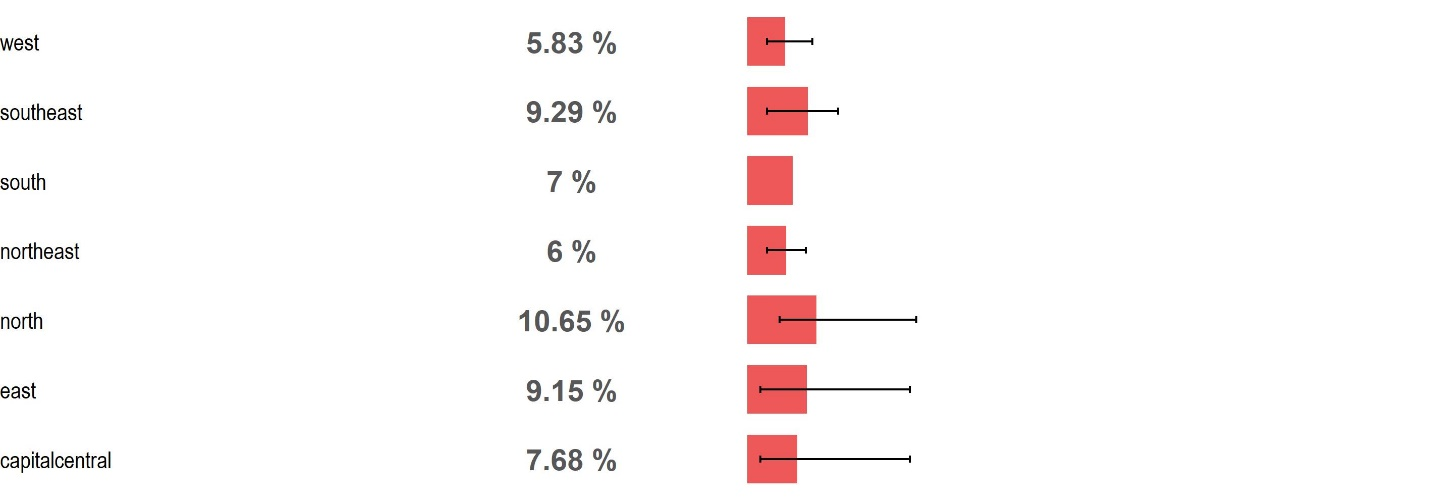 west 5.83 %
southeast 9.29 %
south 7 %
northeast 6 %
north 10.65 %
east 9.15 %
capitalcentral 7.68 %